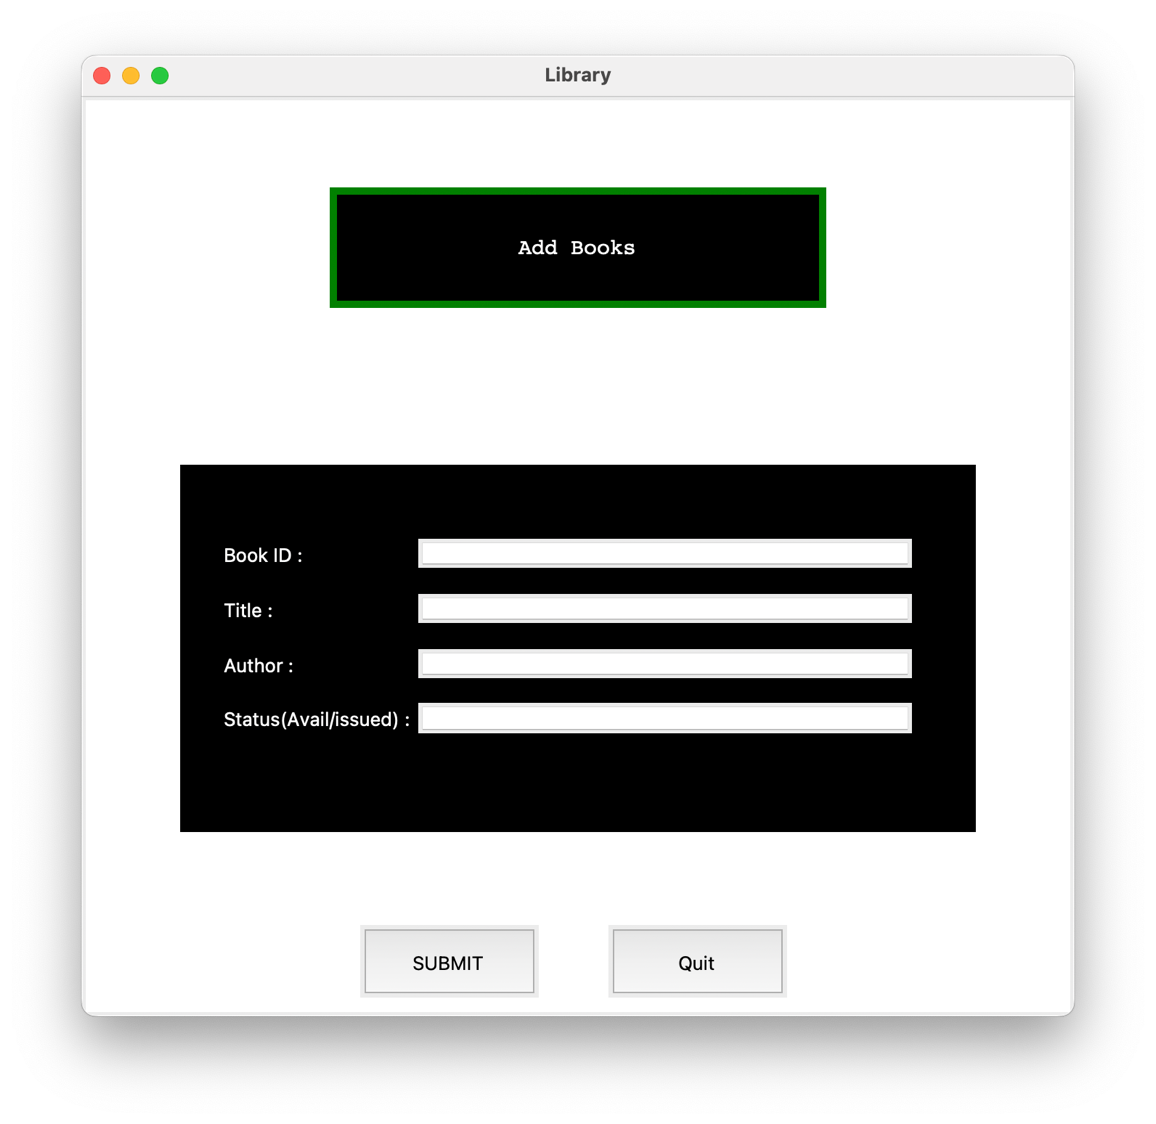 Library
Add Books
Book ID :
Title :
Author :
Status(Avail/issued) :
SUBMIT
Quit